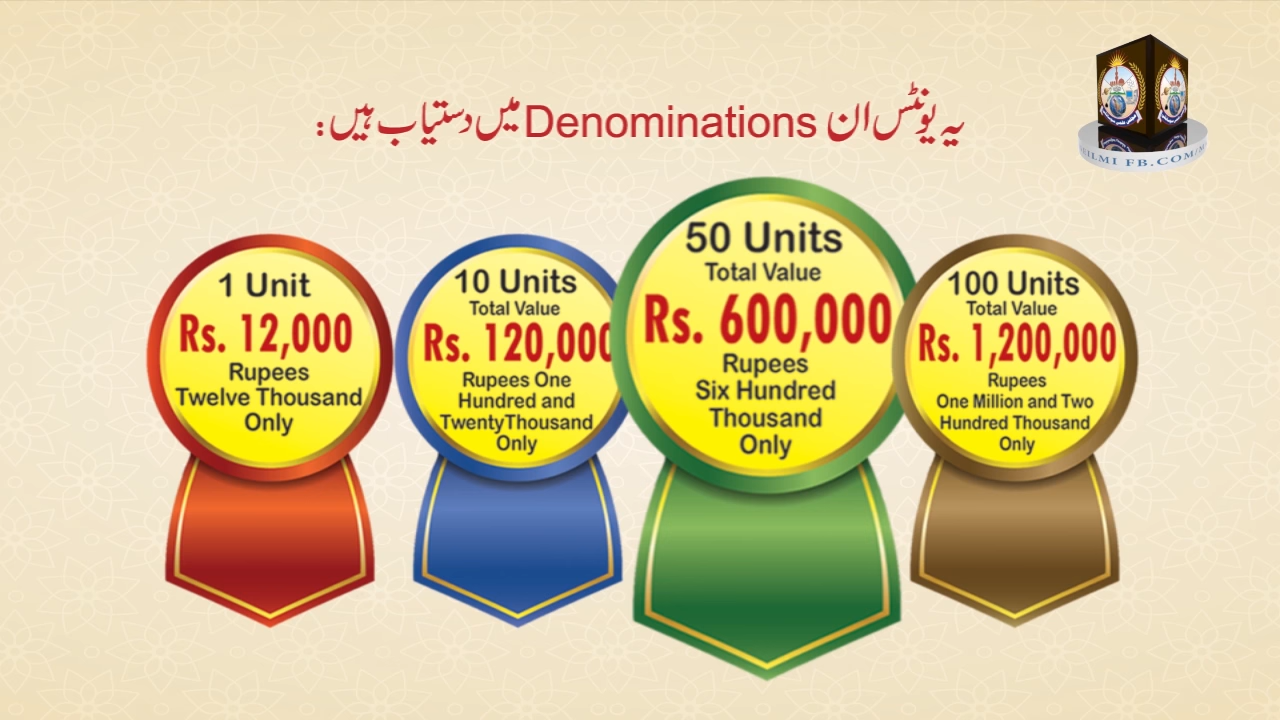 یہ یونٹس ان Denominations میں دستیاب ہیں:
1 Unit
Rs. 12,000
Rupees
Twelve Thousand
Only
10 Units
Total Value
Rs. 120,000
Rupees One
Hundred and
TwentyThousand
Only
50 Units
Total Value
Rs. 600,000
Rupees
Six Hundred
Thousand
Only
100 Units
Total Value
Rs. 1,200,000
Rupees
One Million and Two
Hundred Thousand
Only
FB.COM/